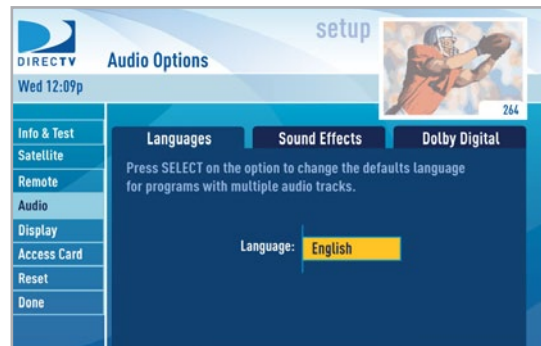 setup
DIRECTV
Audio Options
Wed 12:09p
264
Info & Test
Satellite
Remote
Audio
Display
Access Card
Reset
Done
Languages
Sound Effects
Dolby Digital
Press SELECT on the option to change the defaults language
for programs with multiple audio tracks.
Language:
English